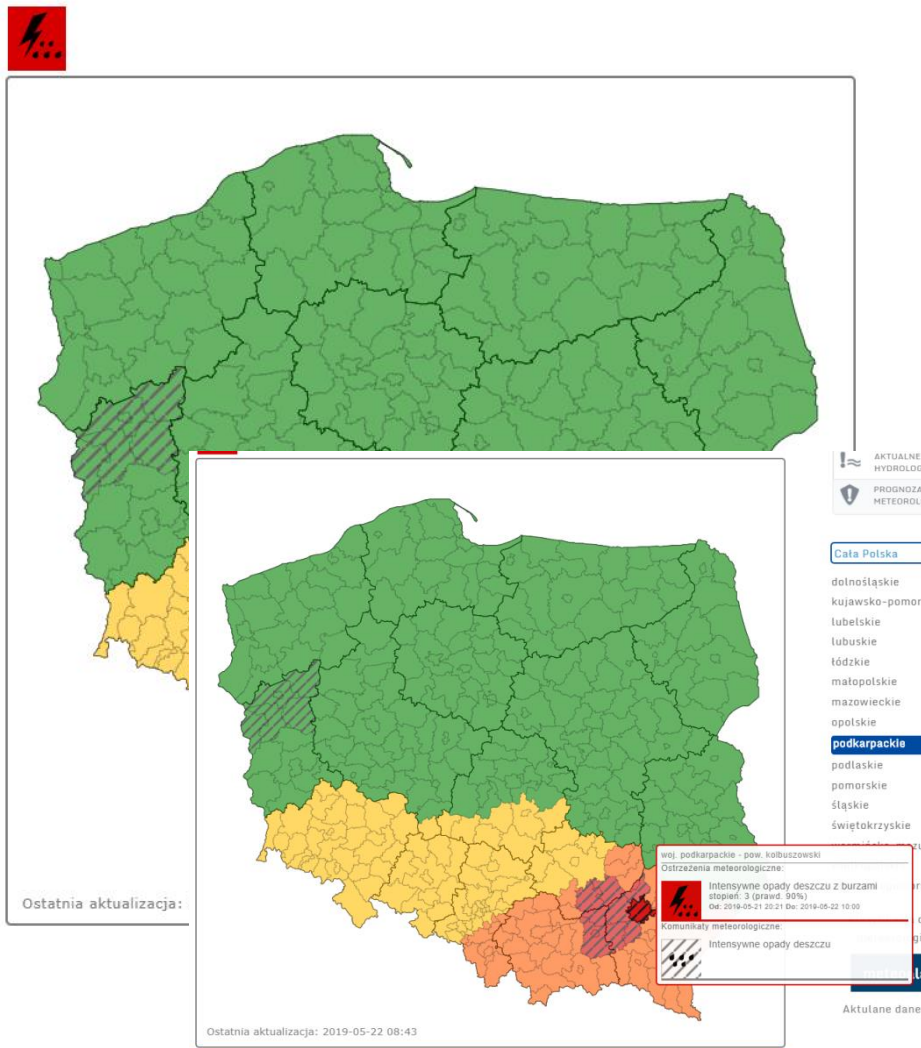 AKTUALNE
HYDROLOG
PROGNOZA
METEOROL
Cała Polska
dolnośląskie
kujawsko-pomor
lubelskie
lubuskie
łódzkie
małopolskie
mazowieckie
opolskie
podkarpackie
podlaskie
pomorskie
śląskie
świętokrzyskie
woj. podkarpackie - pow. kolbuszowski
Ostrzeżenia meteorologiczne:
Intensywne opady deszczu z burzami
stopień: 3 (prawd. 90%)
Od: 2019-05-21 20:21 Do: 2019-05-22 10:00
Komunikaty meteorologiczne:
Intensywne opady deszczu
Aktulane dane
Ostatnia aktualizacja:
Ostatnia aktualizacja: 2019-05-22 08:43